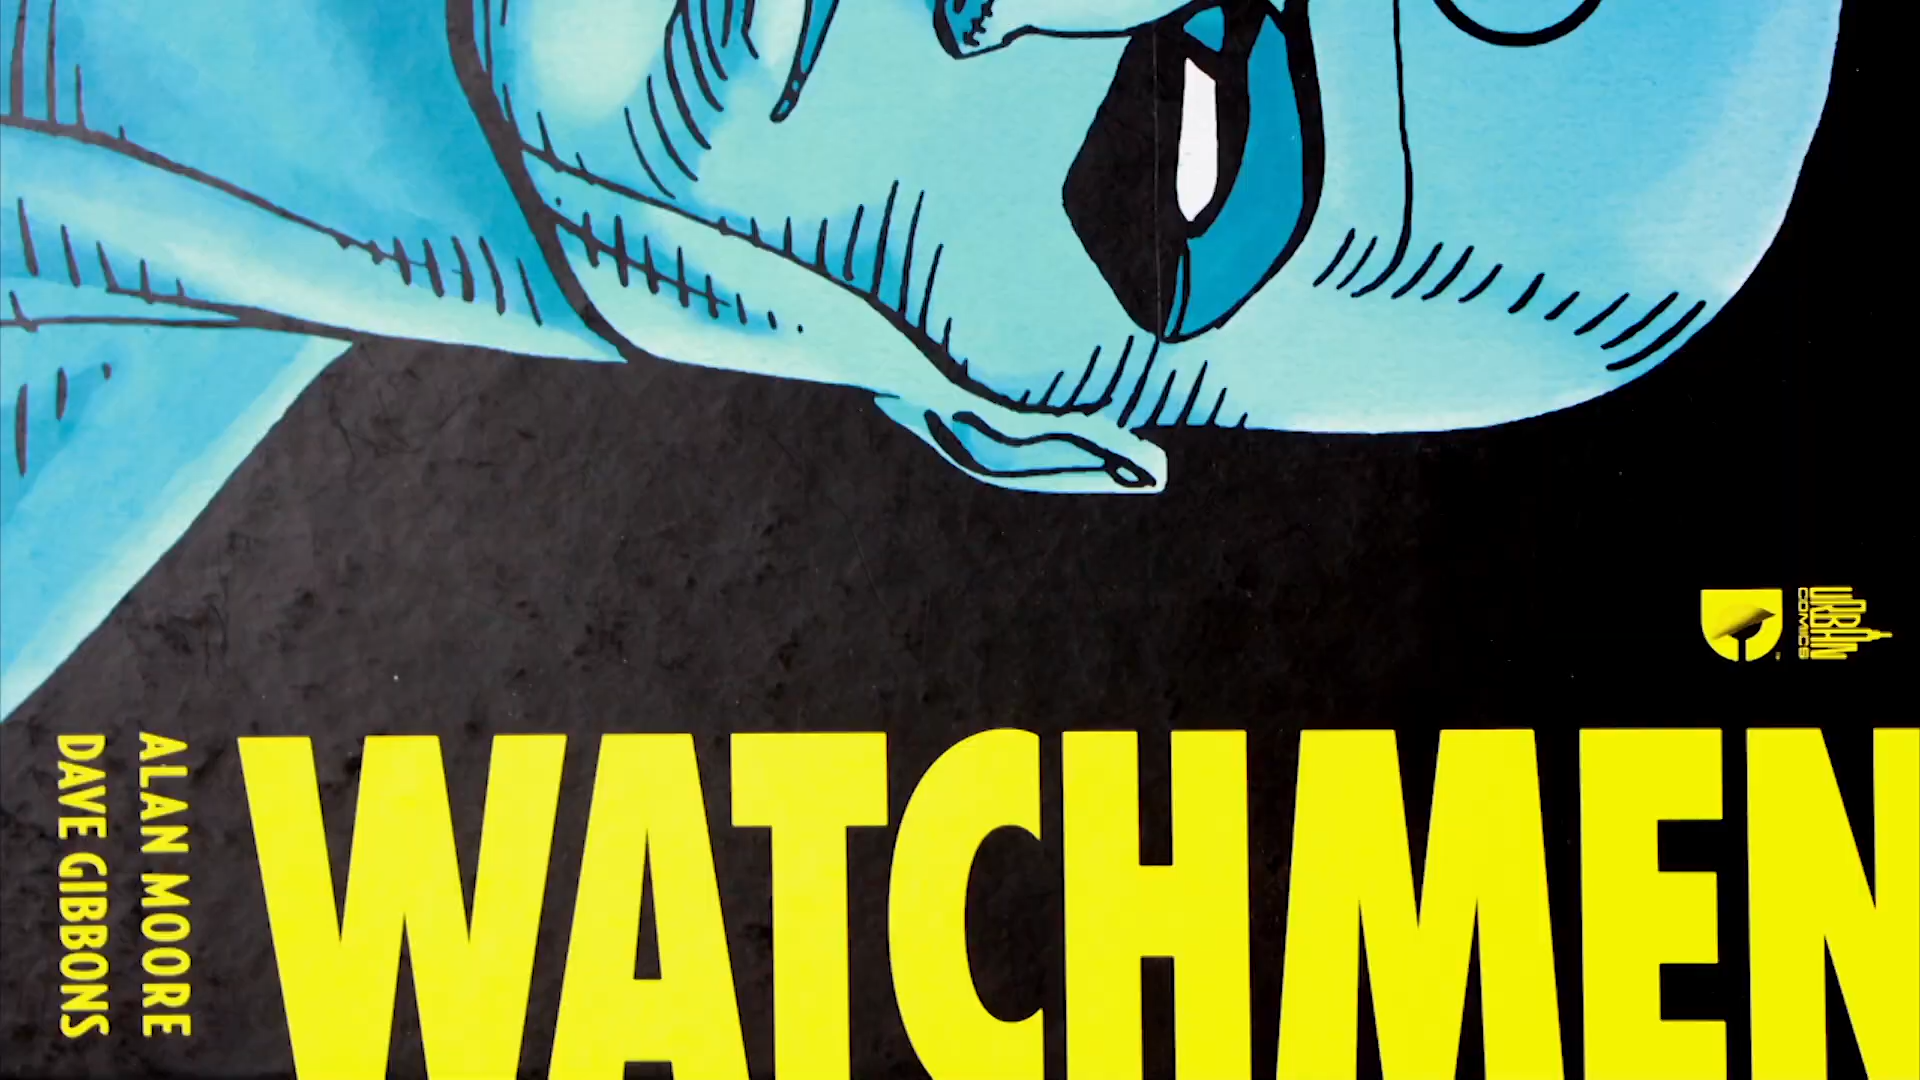 WATCHMEN
ALAN MOORE
DAVE GIBBONS
URBAN
COMICS